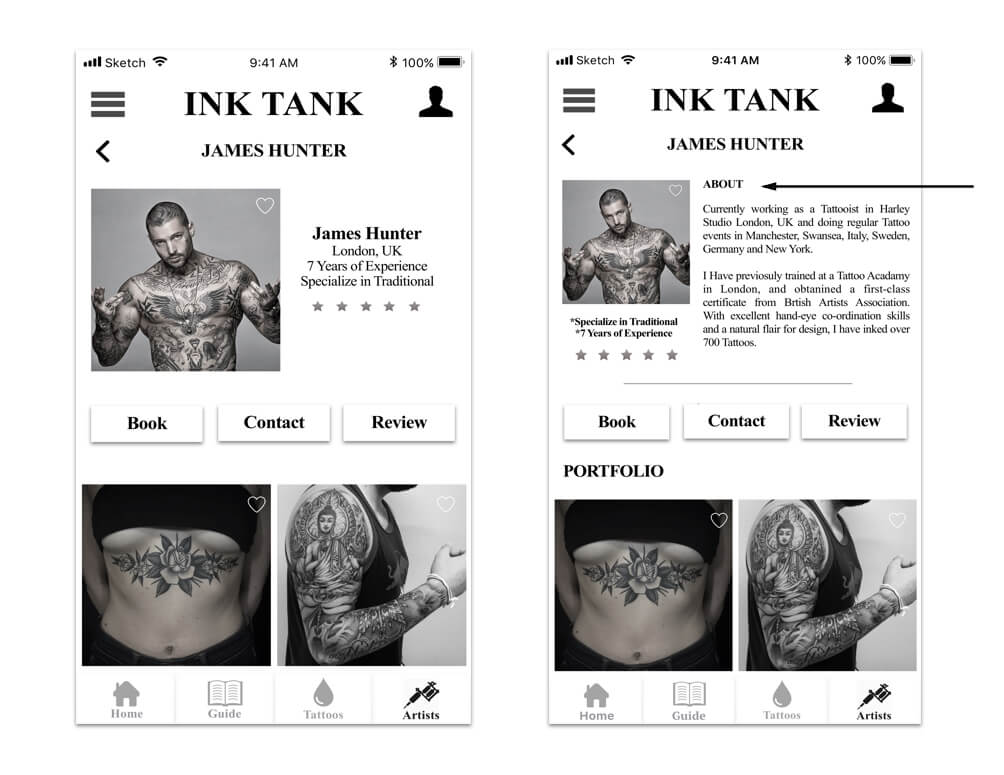 Sketch 9:41 AM 100%
INK TANK
JAMES HUNTER
James Hunter
London, UK
7 Years of Experience
Specialize in Traditional
Book Contact Review
Home Guide Tattoos Artists
Sketch 9:41 AM 100%
INK TANK
JAMES HUNTER
ABOUT
Currently working as a Tattooist in Harley
Studio London, UK and doing regular Tattoo
events in Manchester, Swansea, Italy, Sweden,
Germany and New York.
I Have previosuly trained at a Tattoo Acadamy
in London, and obtanined a first-class
certificate from Brtish Artists Association.
With excellent hand-eye co-ordination skills
and a natural flair for design, I have inked over
700 Tattoos.
*Specialize in Traditional
*7 Years of Experience
Book Contact Review
PORTFOLIO
Home Guide Tattoos Artists